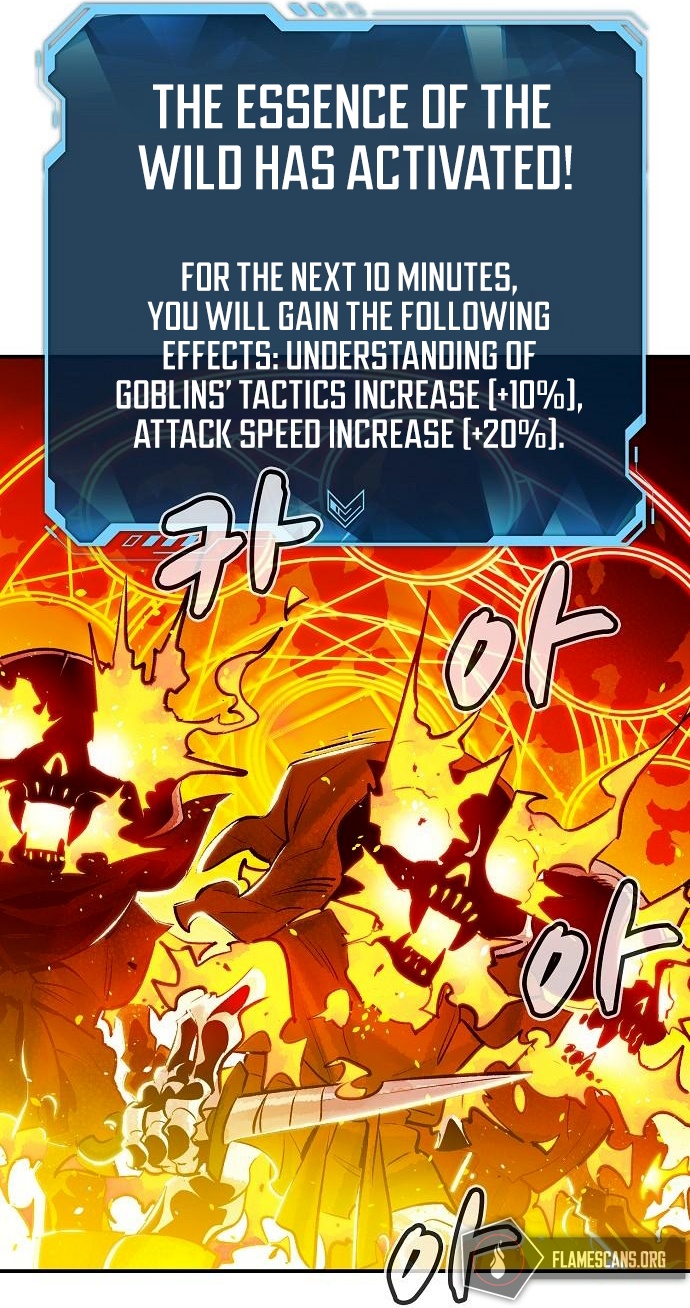 THE ESSENCE OF THE
WILD HAS ACTIVATED!
FOR THE NEXT 10 MINUTES,
YOU WILL GAIN THE FOLLOWING
EFFECTS: UNDERSTANDING OF
GOBLINS' TACTICS INCREASE [+10%],
ATTACK SPEED INCREASE [+20%].
카
아
아
아
FLAMESCANS.ORG